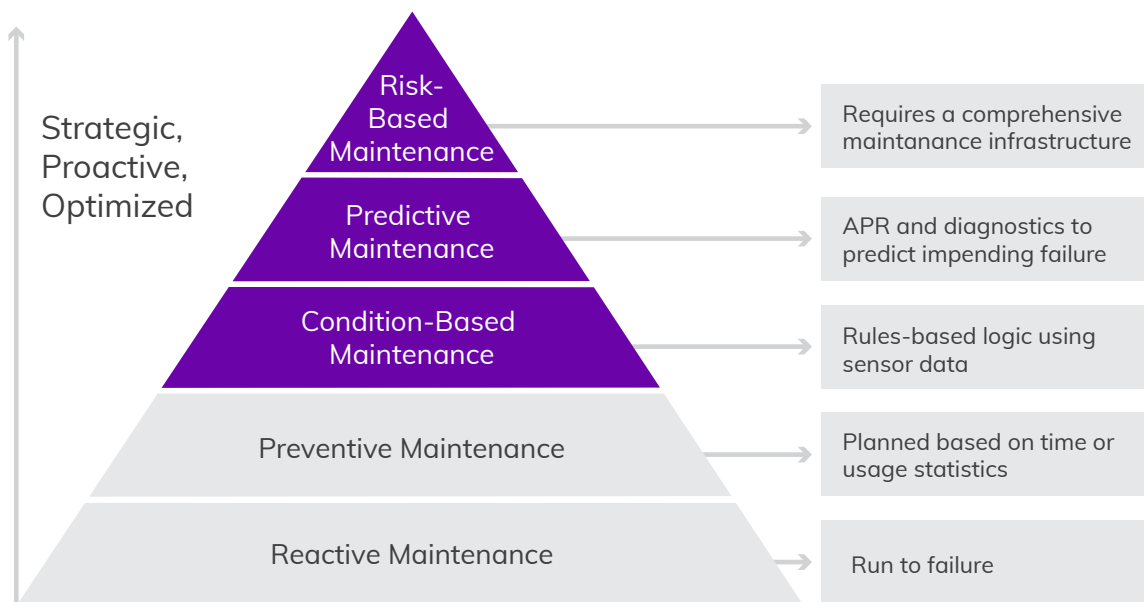 Strategic,
Proactive,
Optimized
Risk-
Based
Maintenance
Requires a comprehensive
maintanance infrastructure
Predictive
Maintenance
APR and diagnostics to
predict impending failure
Condition-Based
Maintenance
Rules-based logic using
sensor data
Preventive Maintenance
Planned based on time or
usage statistics
Reactive Maintenance
Run to failure